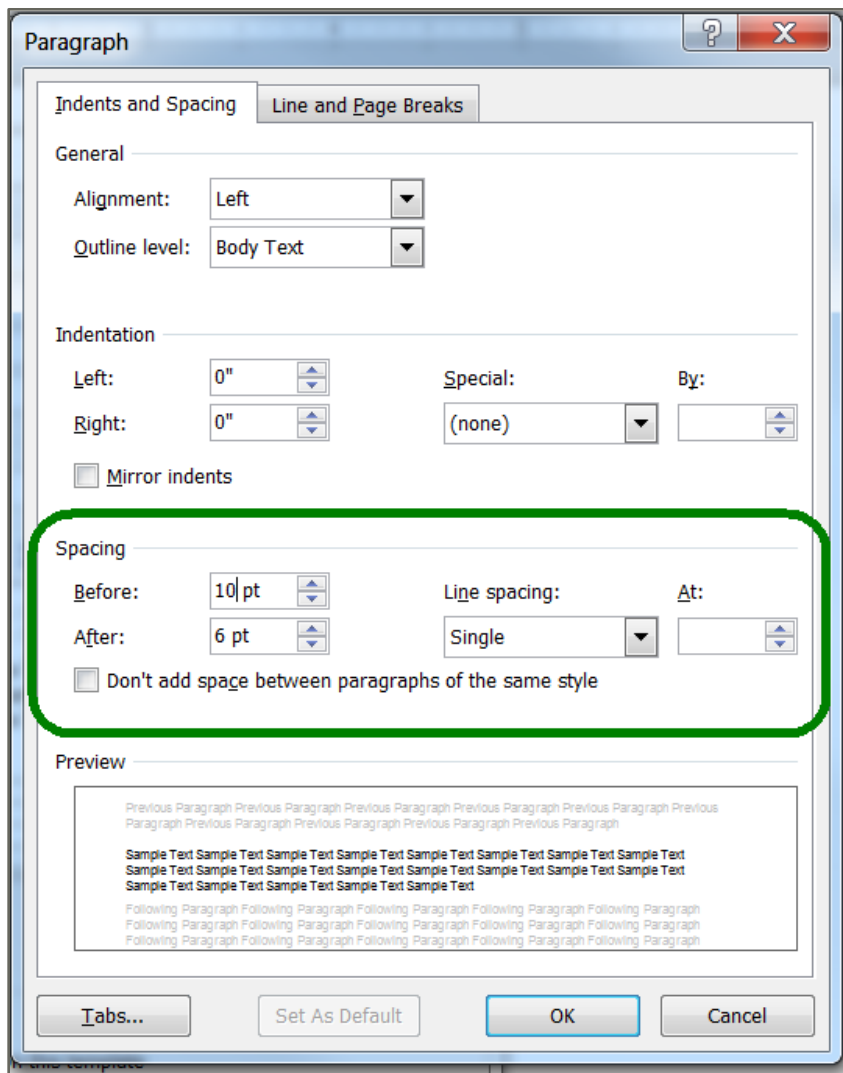 Paragraph
Indents and Spacing
Line and Page Breaks
General
Alignment: Left
Outline level: Body Text
Indentation
Left: 0" Special: By:
Right: 0" (none)
Mirror indents
Spacing
Before: 10 pt Line spacing: At:
After: 6 pt Single
Don't add space between paragraphs of the same style
Preview
Previous Paragraph Previous Paragraph Previous Paragraph Previous Paragraph Previous Paragraph Previous
Paragraph Previous Paragraph Previous Paragraph Previous Paragraph Previous Paragraph
Sample Text Sample Text Sample Text Sample Text Sample Text Sample Text Sample Text Sample Text
Sample Text Sample Text Sample Text Sample Text Sample Text Sample Text Sample Text Sample Text
Sample Text Sample Text Sample Text Sample Text Sample Text
Following Paragraph Following Paragraph Following Paragraph Following Paragraph Following Paragraph
Following Paragraph Following Paragraph Following Paragraph Following Paragraph Following Paragraph
Following Paragraph Following Paragraph Following Paragraph Following Paragraph Following Paragraph
Tabs... Set As Default OK Cancel
this template